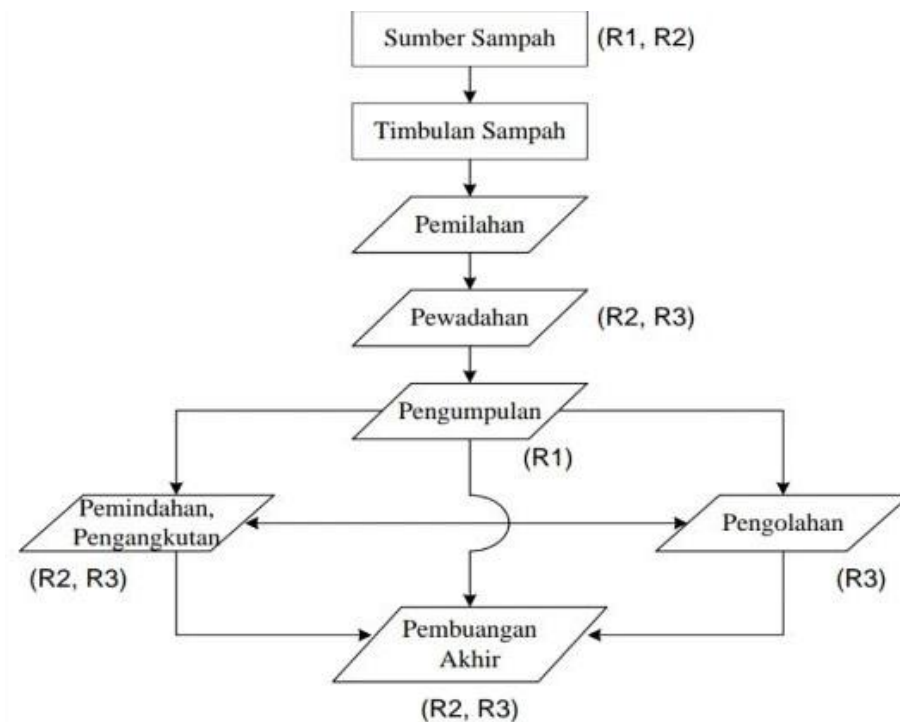 Sumber Sampah
(R1, R2)
Timbulan Sampah
Pemilahan
Pewadahan
(R2, R3)
Pengumpulan
(R1)
Pemindahan,
Pengangkutan
(R2, R3)
Pengolahan
(R3)
Pembuangan
Akhir
(R2, R3)